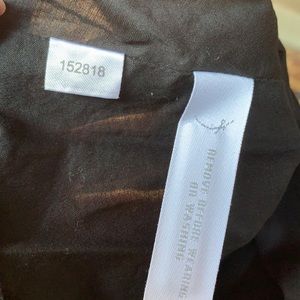 152818
REMOVE BEFORE WEARING
OR WASHING